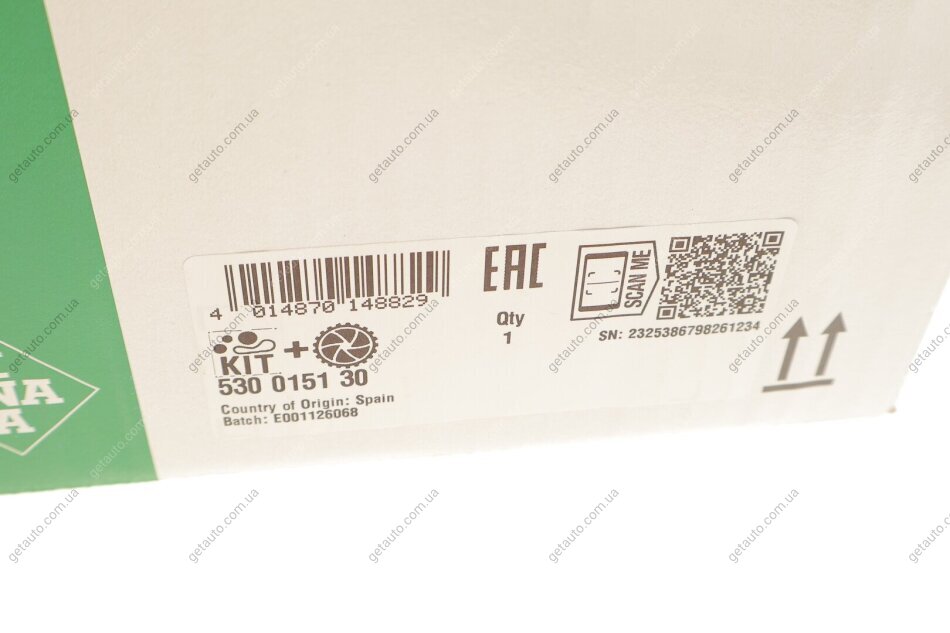 4 014870 148829
EAC
SCAN ME
Qty
1
SN: 2325386798261234
KIT +
530 0151 30
Country of Origin: Spain
Batch: E001126068
NA
A
getauto.com.ua